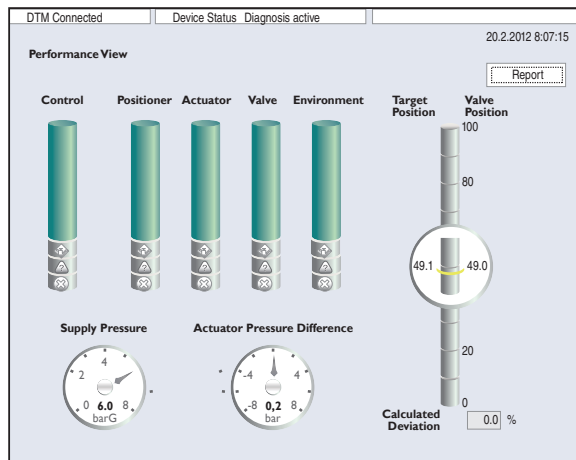 DTM Connected Device Status Diagnosis active
20.2.2012 8:07:15
Performance View
Report
Control Positioner Actuator Valve Environment Target Position Valve Position
100
80
49.1 49.0
20
0
Supply Pressure Actuator Pressure Difference
2 4 0 6.0 8
barG
-4 4 -8 0,2 8
bar
Calculated Deviation 0.0 %